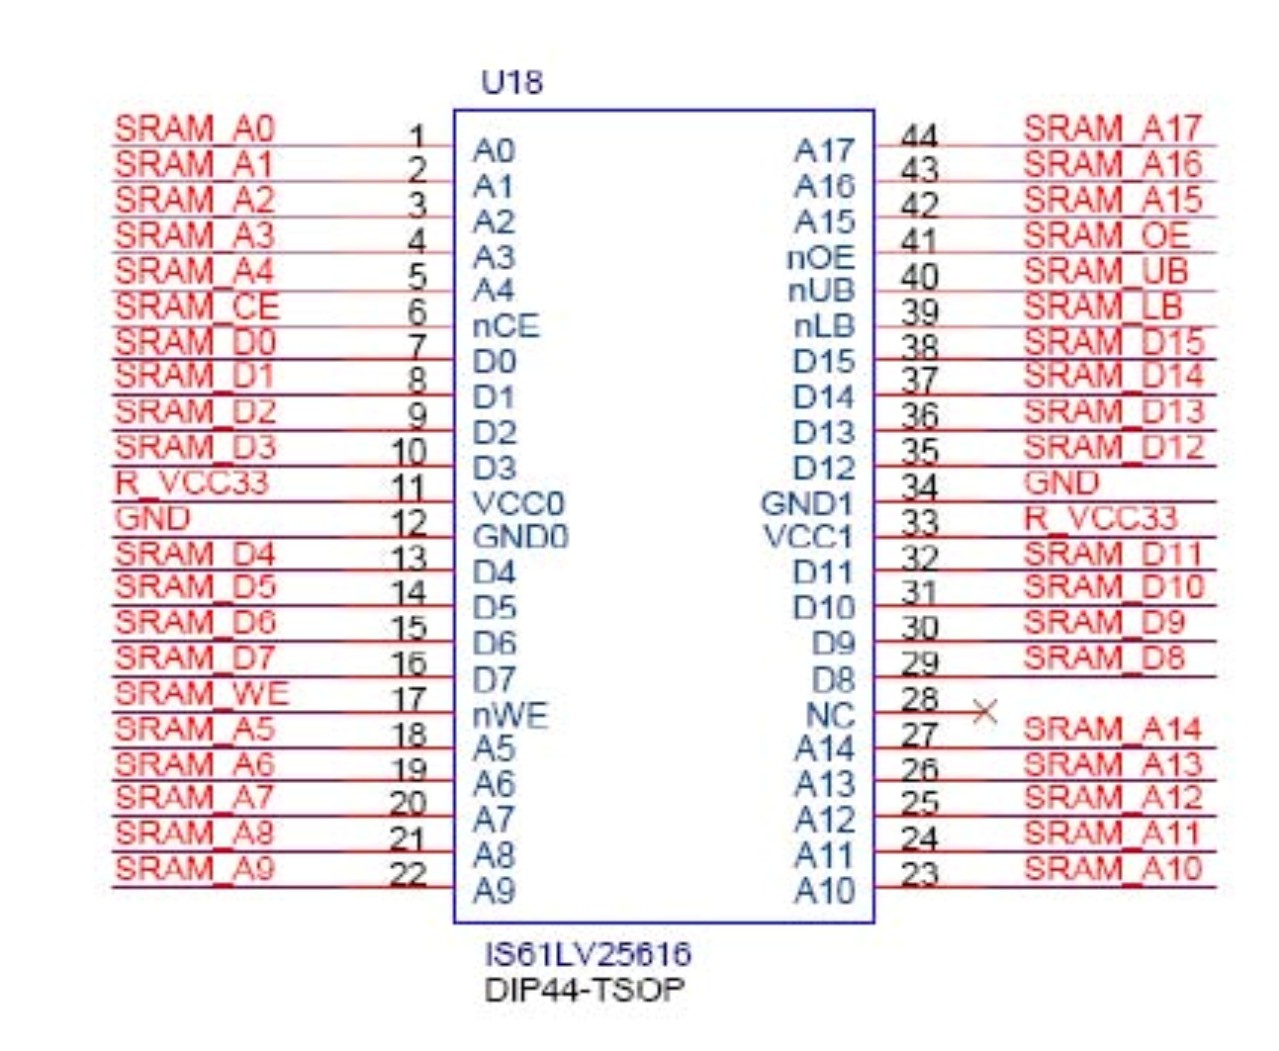 U18
SRAM_A0 1 A0 A17 44 SRAM_A17
SRAM_A1 2 A1 A16 43 SRAM_A16
SRAM_A2 3 A2 A15 42 SRAM_A15
SRAM_A3 4 A3 nOE 41 SRAM_OE
SRAM_A4 5 A4 nUB 40 SRAM_UB
SRAM_CE 6 nCE nLB 39 SRAM_LB
SRAM_D0 7 D0 D15 38 SRAM_D15
SRAM_D1 8 D1 D14 37 SRAM_D14
SRAM_D2 9 D2 D13 36 SRAM_D13
SRAM_D3 10 D3 D12 35 SRAM_D12
R_VCC33 11 VCC0 GND1 34 GND
GND 12 GND0 VCC1 33 R_VCC33
SRAM_D4 13 D4 D11 32 SRAM_D11
SRAM_D5 14 D5 D10 31 SRAM_D10
SRAM_D6 15 D6 D9 30 SRAM_D9
SRAM_D7 16 D7 D8 29 SRAM_D8
SRAM_WE 17 nWE NC 28
SRAM_A5 18 A5 A14 27 SRAM_A14
SRAM_A6 19 A6 A13 26 SRAM_A13
SRAM_A7 20 A7 A12 25 SRAM_A12
SRAM_A8 21 A8 A11 24 SRAM_A11
SRAM_A9 22 A9 A10 23 SRAM_A10
IS61LV25616
DIP44-TSOP